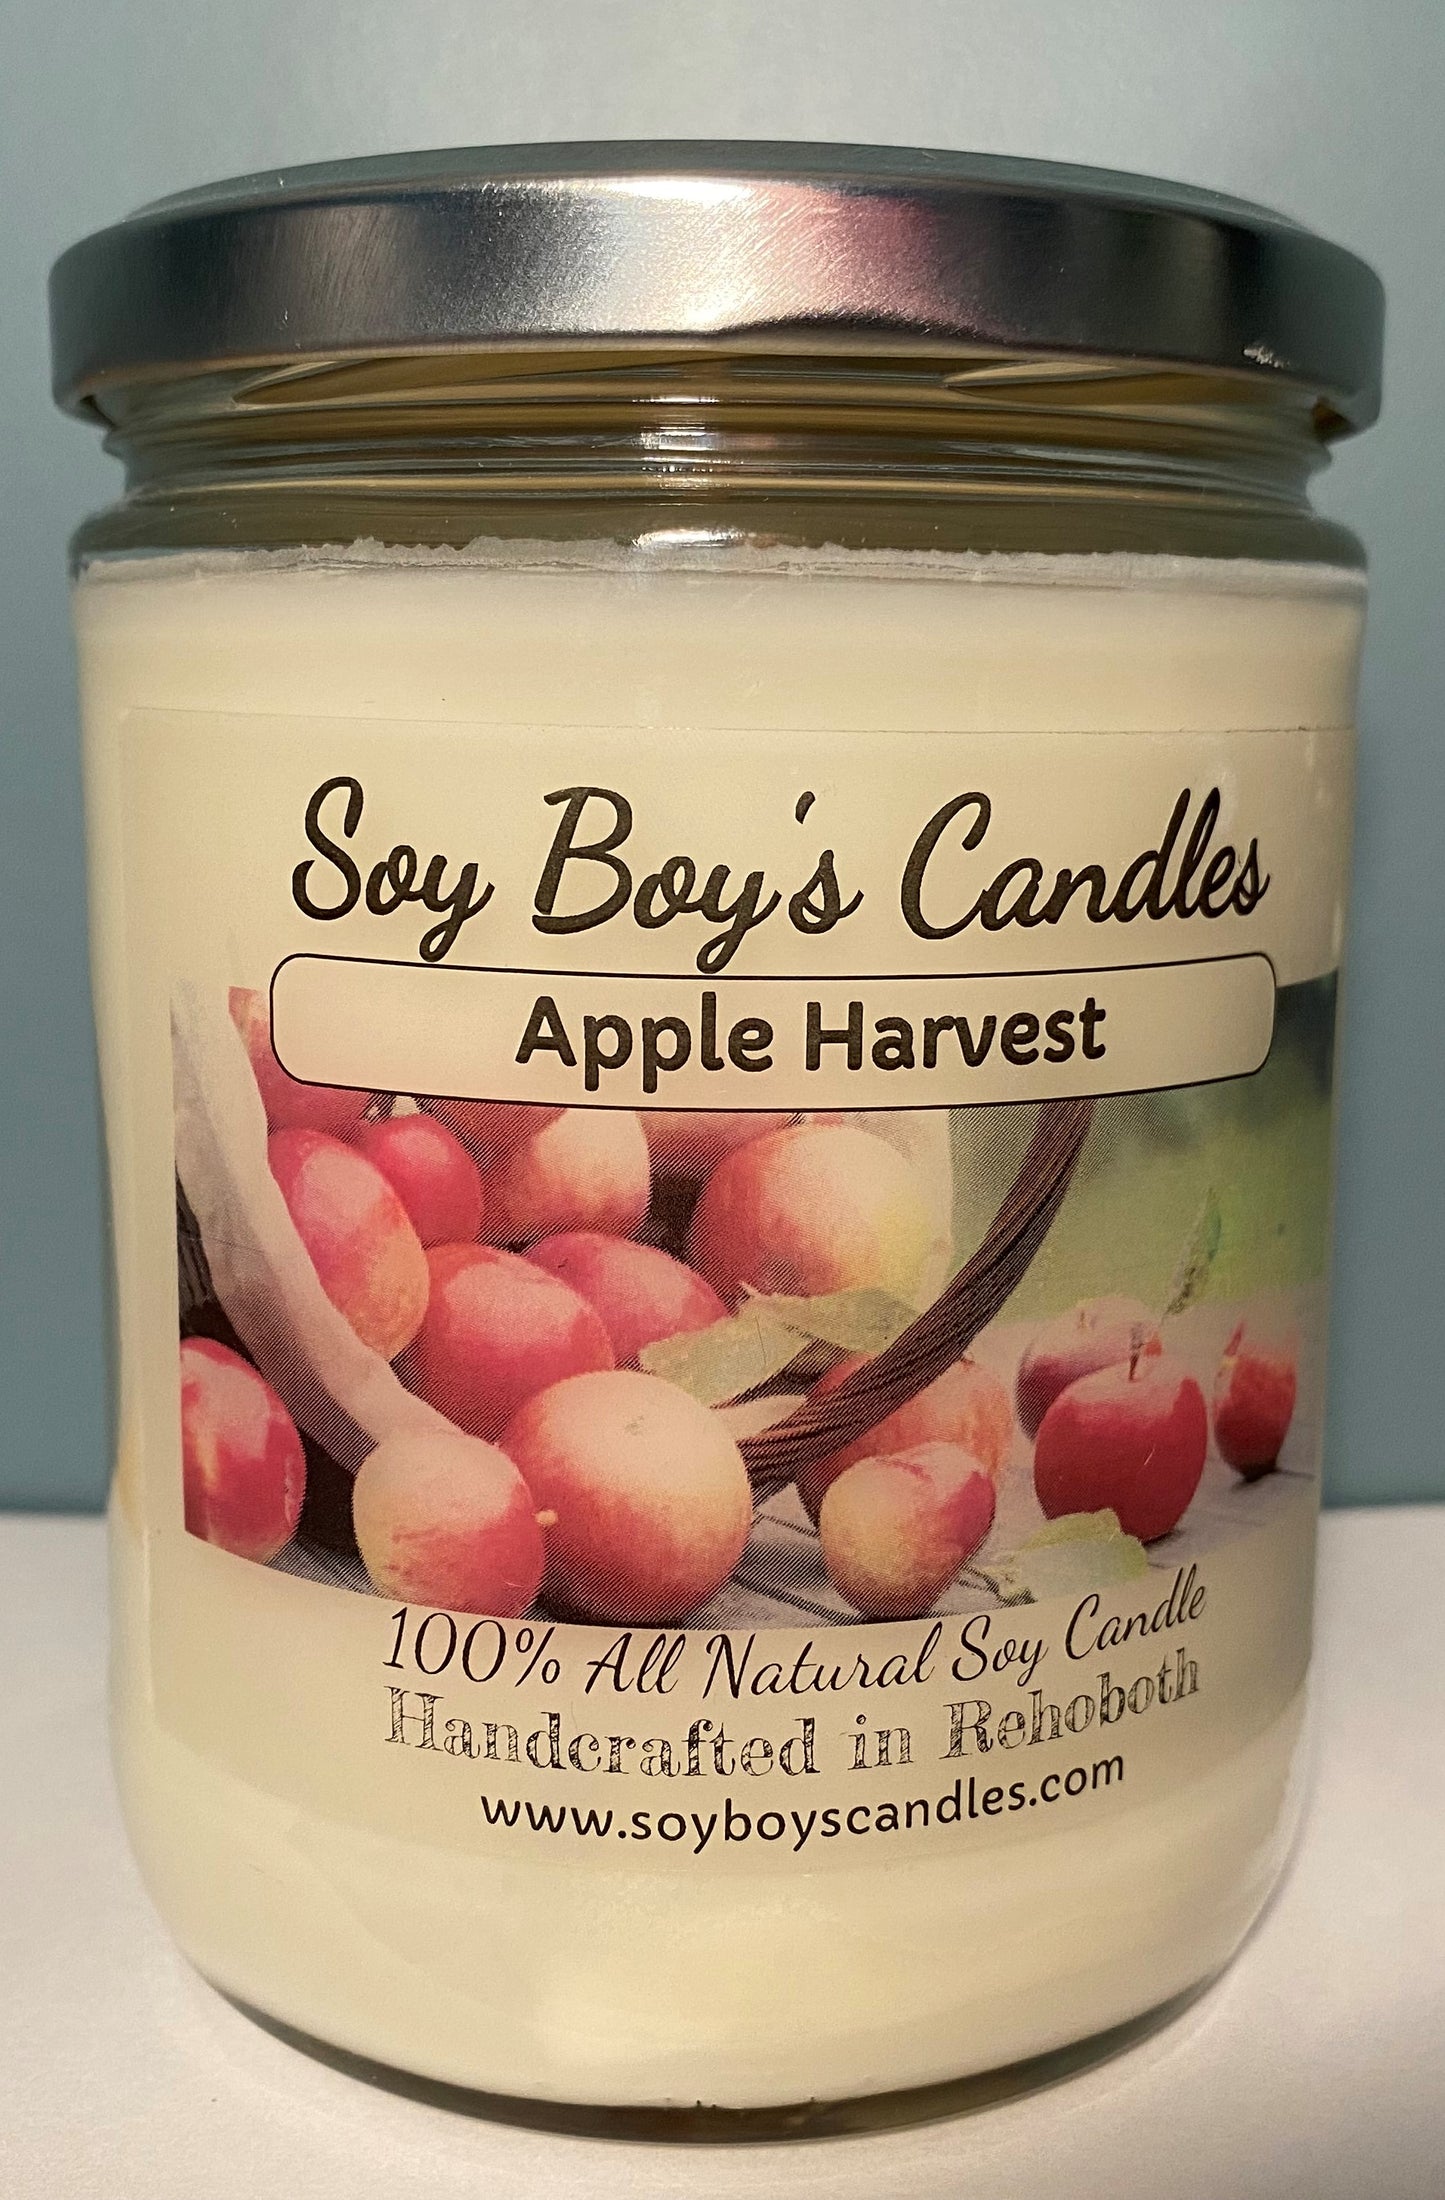 Soy Boy's Candles
Apple Harvest
100% All Natural Soy Candle
Handcrafted in Rehoboth
www.soyboyscandles.com